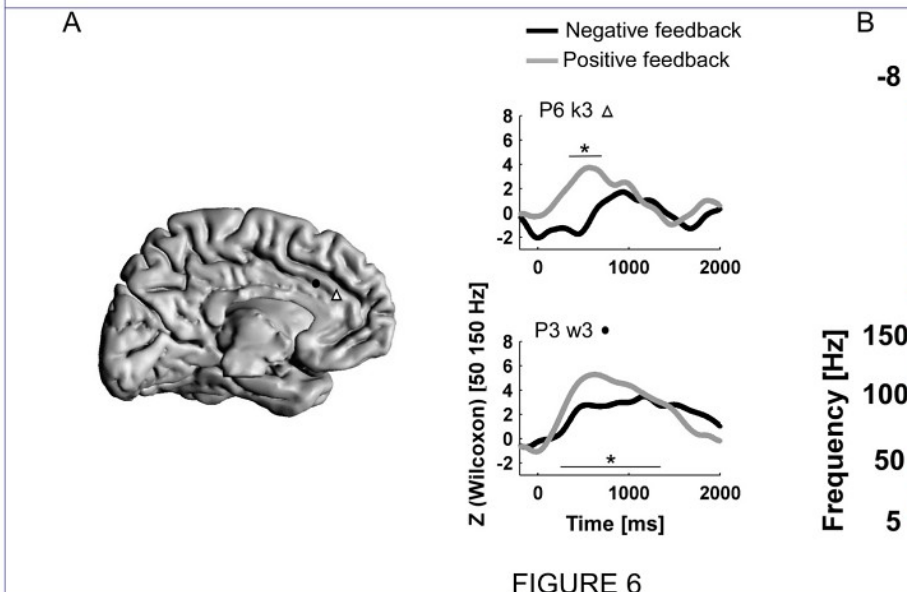 A
B
Negative feedback
Positive feedback
-8
P6 k3 △
8
6
*
4
2
0
-2
0 1000 2000
Z (Wilcoxon) [50 150 Hz]
P3 w3 •
8
6
4
2
0
-2
*
0 1000 2000
Time [ms]
Frequency [Hz]
150
100
50
5
FIGURE 6